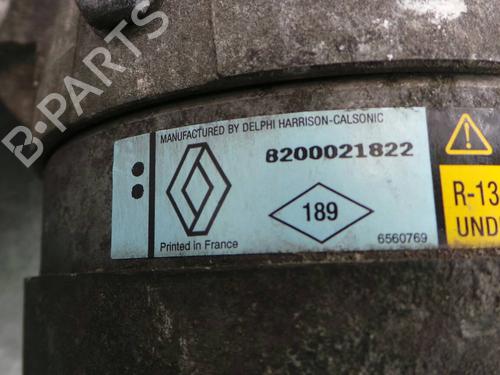 B-PARTS
MANUFACTURED BY DELPHI HARRISON-CALSONIC
8200021822
189
Printed in France
6560769
R-13
UND